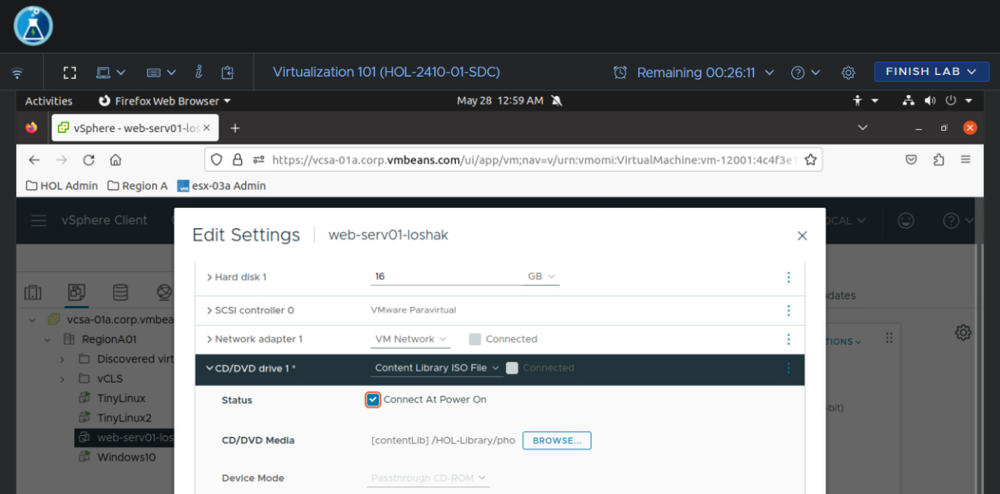 Virtualization 101 (HOL-2410-01-SDC)
Remaining 00:26:11
FINISH LAB
Activities
Firefox Web Browser
May 28 12:59 AM
vSphere - web-serv01-los
https://vcsa-01a.corp.vmbeans.com/ui/app/vm;nav=v/urn:vmomi:VirtualMachine:vm-12001:4c4f3e1
HOL Admin
Region A
vm
esx-03a Admin
vSphere Client
OCAL
Edit Settings
web-serv01-loshak
Hard disk 1
16
GB
dates
SCSI controller 0
VMware Paravirtual
vcsa-01a.corp.vmbea
RegionA01
Network adapter 1
VM Network
Connected
TIONS
Discovered virt
CD/DVD drive 1 *
Content Library ISO File
Connected
vCLS
TinyLinux
Status
Connect At Power On
-bit)
TinyLinux2
web-serv01-los
CD/DVD Media
[contentLib] /HOL-Library/pho
BROWSE...
Windows10
Device Mode
Passthrough CD-ROM